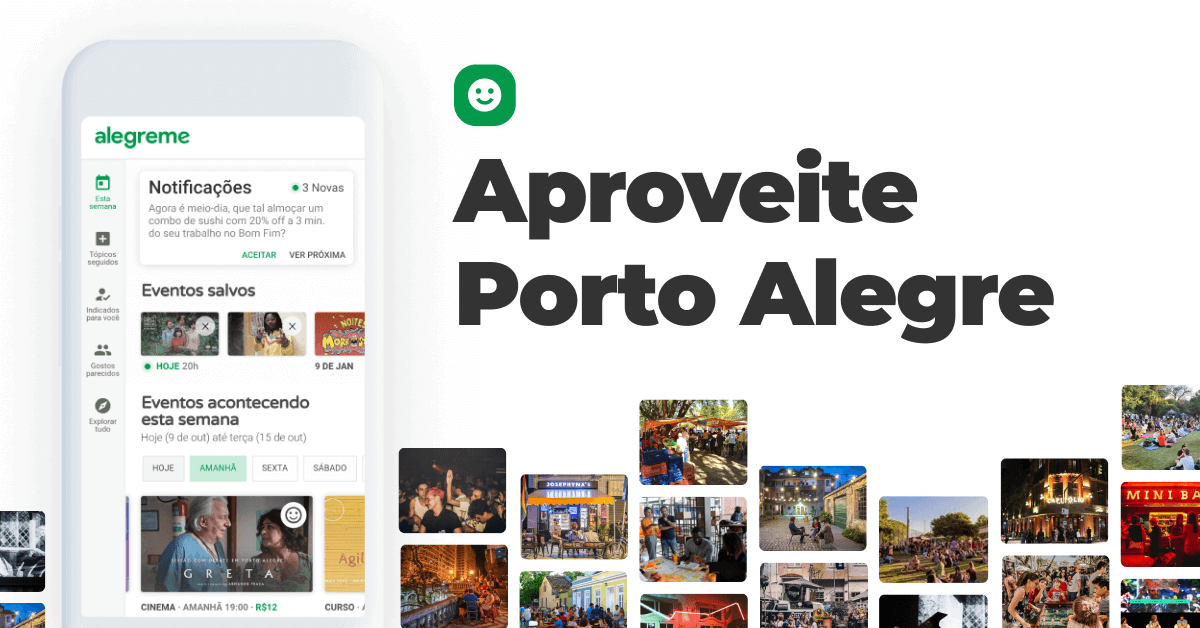 alegreme
Esta
semana
Tópicos
seguidos
Indicados
para você
Gostos
parecidos
Explorar
tudo
Notificações
3 Novas
Agora é meio-dia, que tal almoçar um
combo de sushi com 20% off a 3 min.
do seu trabalho no Bom Fim?
ACEITAR VER PRÓXIMA
Eventos salvos
NOITES
HOJE 20h
9 DE JAN
Eventos acontecendo
esta semana
Hoje (9 de out) até terça (15 de out)
HOJE AMANHÃ SEXTA SÁBADO
GRETA
CINEMA · AMANHÃ 19:00 · R$12
CURSO ·
Aproveite
Porto Alegre
JOSEPHYNA'S
CAPITÓLIO
MINI BA